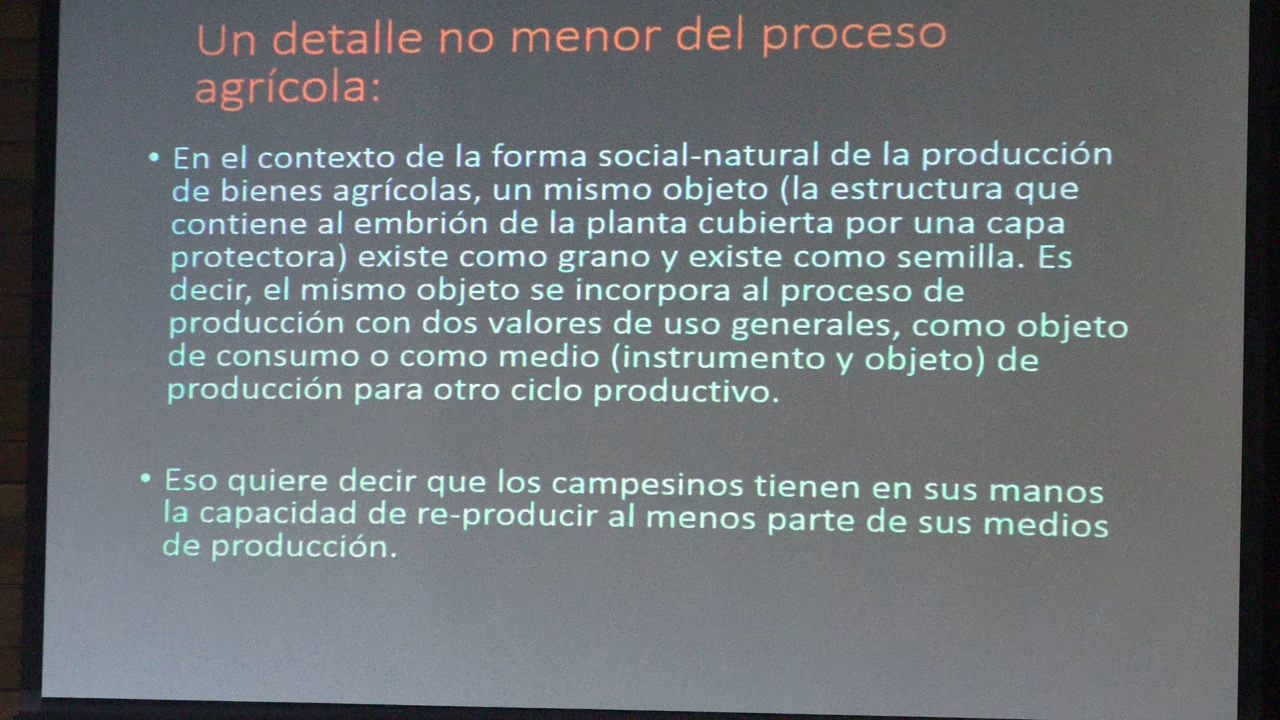 Un detalle no menor del proceso
agrícola:
• En el contexto de la forma social-natural de la producción
de bienes agrícolas, un mismo objeto (la estructura que
contiene al embrión de la planta cubierta por una capa
protectora) existe como grano y existe como semilla. Es
decir, el mismo objeto se incorpora al proceso de
producción con dos valores de uso generales, como objeto
de consumo o como medio (instrumento y objeto) de
producción para otro ciclo productivo.
• Eso quiere decir que los campesinos tienen en sus manos
la capacidad de re-producir al menos parte de sus medios
de producción.